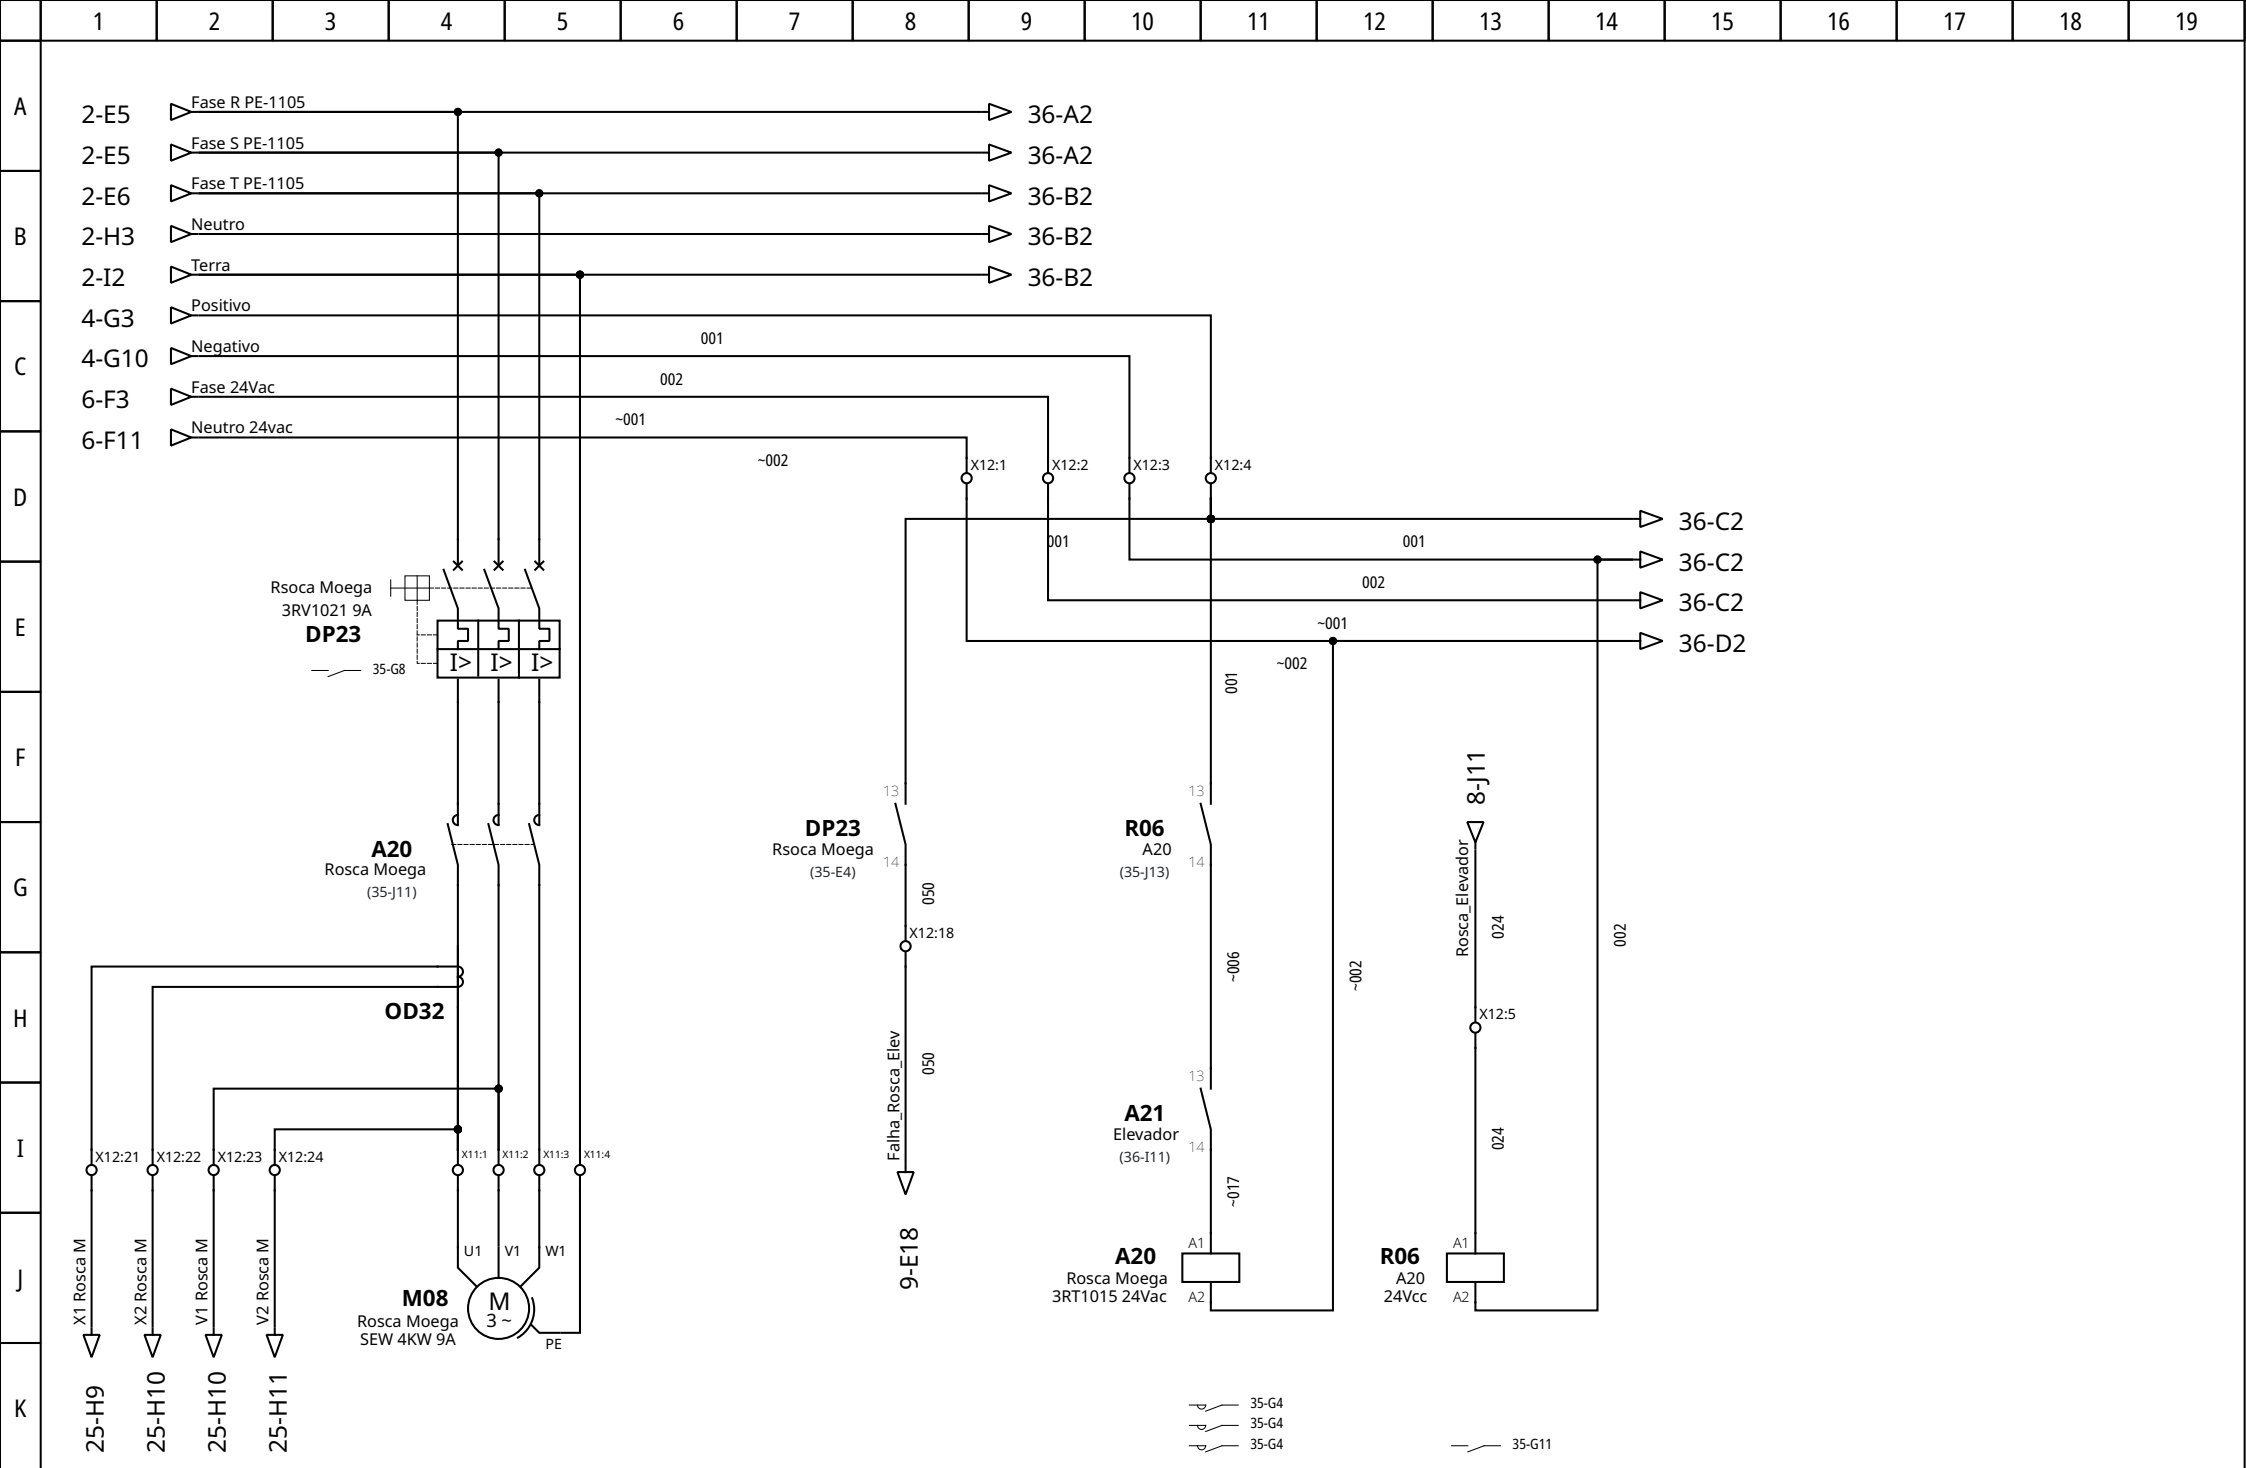 1 2 3 4 5 6 7 8 9 10 11 12 13 14 15 16 17 18 19
A
2-E5 Fase R PE-1105 36-A2
2-E5 Fase S PE-1105 36-A2
2-E6 Fase T PE-1105 36-B2
B
2-H3 Neutro 36-B2
2-I2 Terra 36-B2
4-G3 Positivo
001
C
4-G10 Negativo
002
6-F3 Fase 24Vac
~001
6-F11 Neutro 24vac
~002
X12:1 X12:2 X12:3 X12:4
D
36-C2
001 001
36-C2
002
36-C2
~001
36-D2
~002
001
Rsoca Moega
3RV1021 9A
DP23
35-G8
I> I> I>
E
F
8-J11
13
DP23
Rsoca Moega
(35-E4)
14
050
X12:18
13
R06
A20
(35-J13)
14
A20
Rosca Moega
(35-J11)
G
Rosca_Elevador
024
002
~006
~002
OD32
H
X12:5
Falha_Rosca_Elev
050
024
13
A21
Elevador
(36-I11)
14
~017
I
X12:21 X12:22 X12:23 X12:24 X11:1 X11:2 X11:3 X11:4
9-E18
J
X1 Rosca M
X2 Rosca M
V1 Rosca M
V2 Rosca M
U1 V1 W1
M08
Rosca Moega
SEW 4KW 9A
M
3 ~
PE
A1
A20
Rosca Moega
3RT1015 24Vac
A2
A1
R06
A20
24Vcc
A2
K
25-H9
25-H10
25-H10
25-H11
35-G4
35-G4
35-G4
35-G11